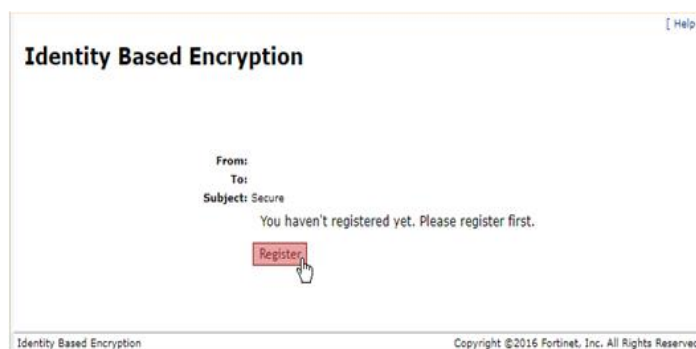 [ Help
Identity Based Encryption
From:
To:
Subject: Secure
You haven't registered yet. Please register first.
Register
Identity Based Encryption Copyright ©2016 Fortinet, Inc. All Rights Reserved